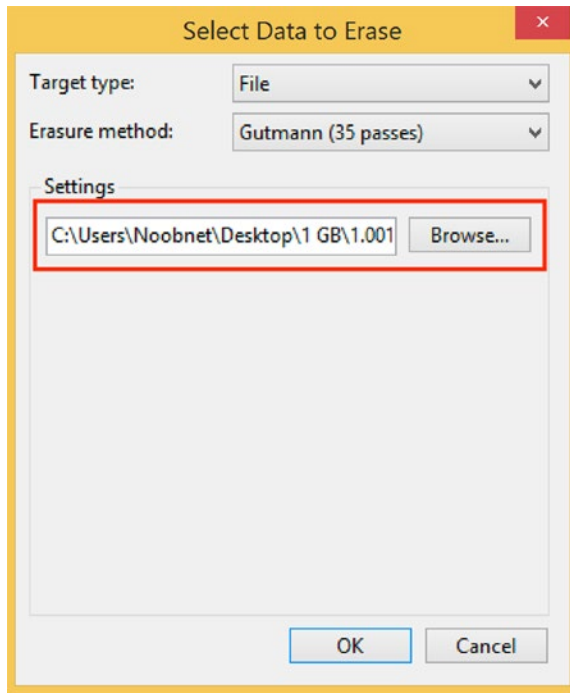 Select Data to Erase
Target type: File
Erasure method: Gutmann (35 passes)
Settings
C:\Users\Noobnet\Desktop\1 GB\1.001 Browse...
OK Cancel